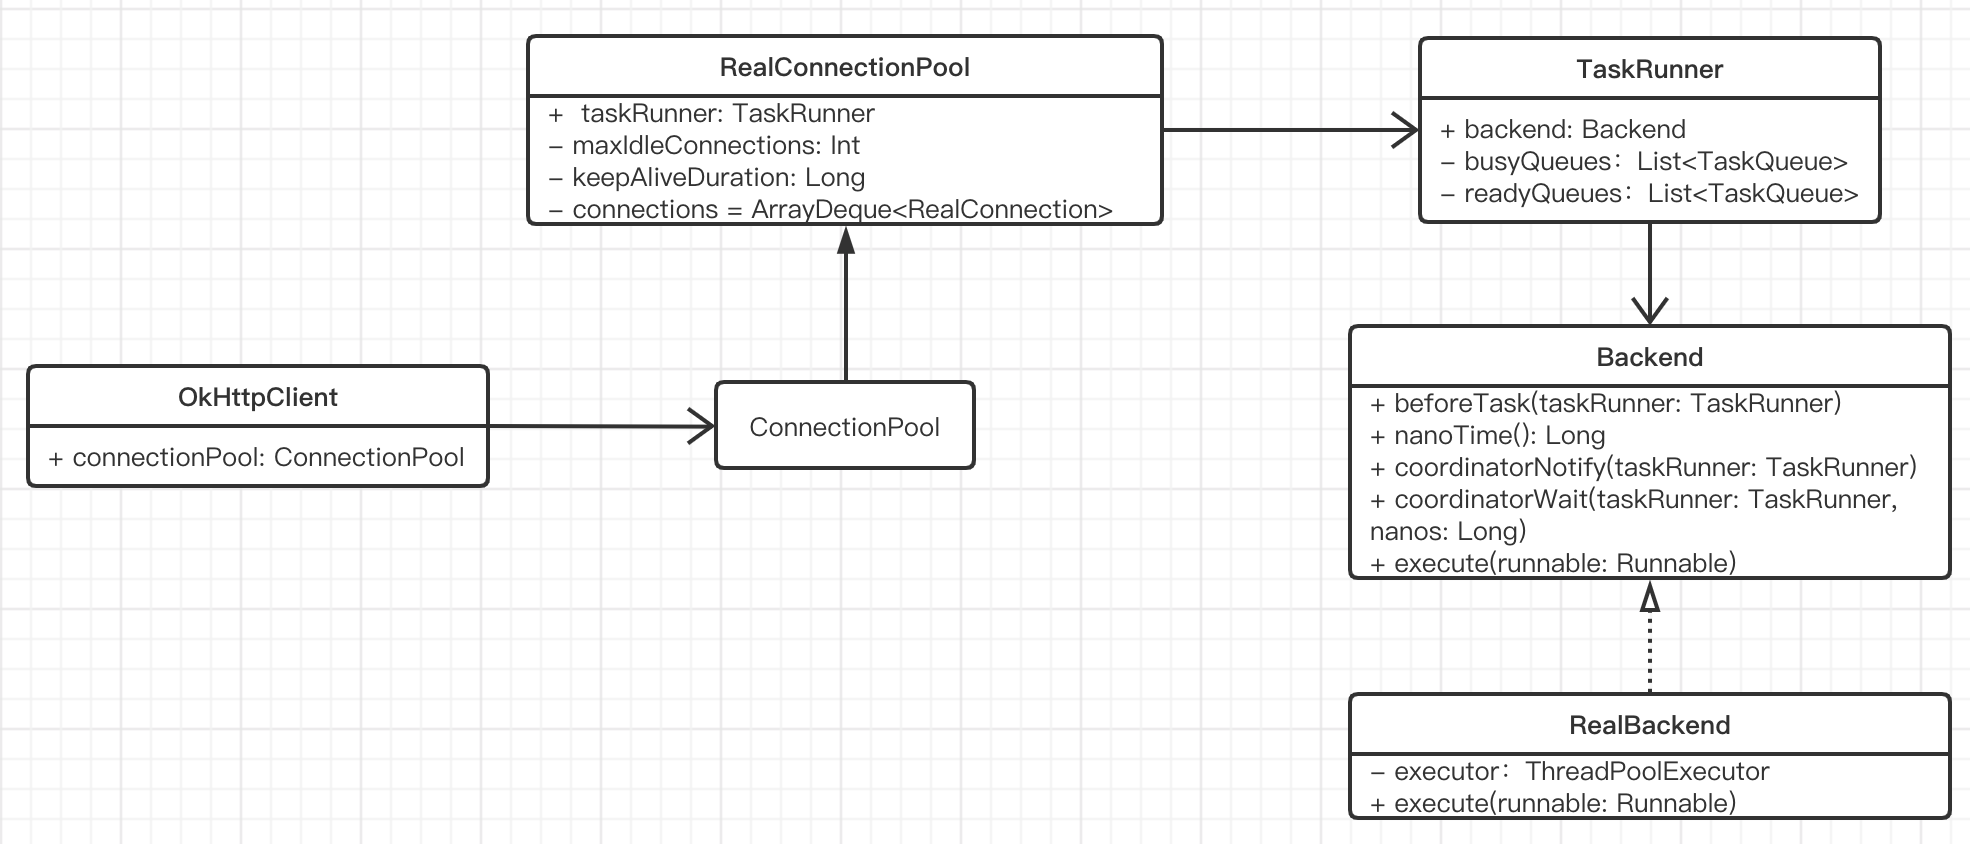 RealConnectionPool
+ taskRunner: TaskRunner
– maxIdleConnections: Int
– keepAliveDuration: Long
– connections = ArrayDeque<RealConnection>
TaskRunner
+ backend: Backend
– busyQueues：List<TaskQueue>
– readyQueues：List<TaskQueue>
OkHttpClient
+ connectionPool: ConnectionPool
ConnectionPool
Backend
+ beforeTask(taskRunner: TaskRunner)
+ nanoTime(): Long
+ coordinatorNotify(taskRunner: TaskRunner)
+ coordinatorWait(taskRunner: TaskRunner,
nanos: Long)
+ execute(runnable: Runnable)
RealBackend
– executor：ThreadPoolExecutor
+ execute(runnable: Runnable)